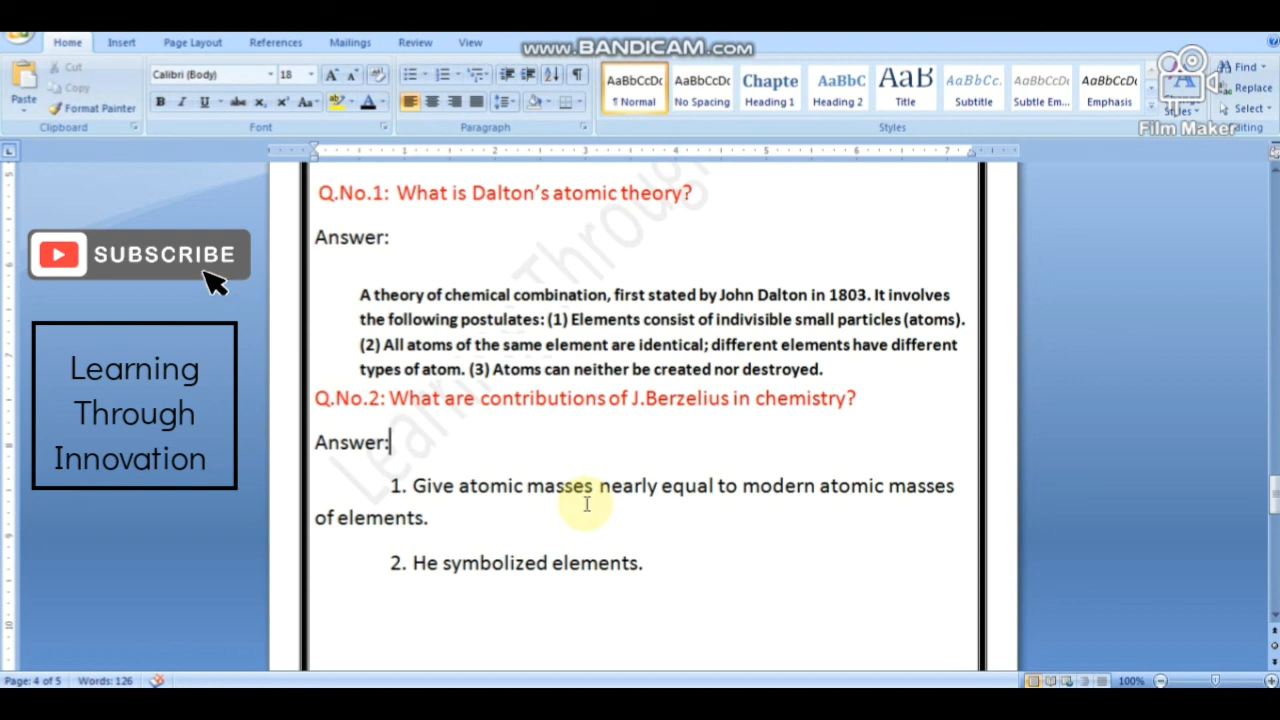 www.BANDICAM.com
Home Insert Page Layout References Mailings Review View
Cut
Copy
Paste
Format Painter
Clipboard
Calibri (Body) 18
Font
Paragraph
AaBbCcDc AaBbCcDc Chapte AaBbC AaB AaBbCc. AaBbCcDc AaBbCcDc
¶ Normal No Spacing Heading 1 Heading 2 Title Subtitle Subtle Em... Emphasis
Styles
Find
Replace
Select
Editing
Film Maker
SUBSCRIBE
Learning
Through
Innovation
Q.No.1: What is Dalton's atomic theory?
Answer:
A theory of chemical combination, first stated by John Dalton in 1803. It involves
the following postulates: (1) Elements consist of indivisible small particles (atoms).
(2) All atoms of the same element are identical; different elements have different
types of atom. (3) Atoms can neither be created nor destroyed.
Q.No.2: What are contributions of J.Berzelius in chemistry?
Answer:
1. Give atomic masses nearly equal to modern atomic masses
of elements.
2. He symbolized elements.
Page: 4 of 5 Words: 126
100%